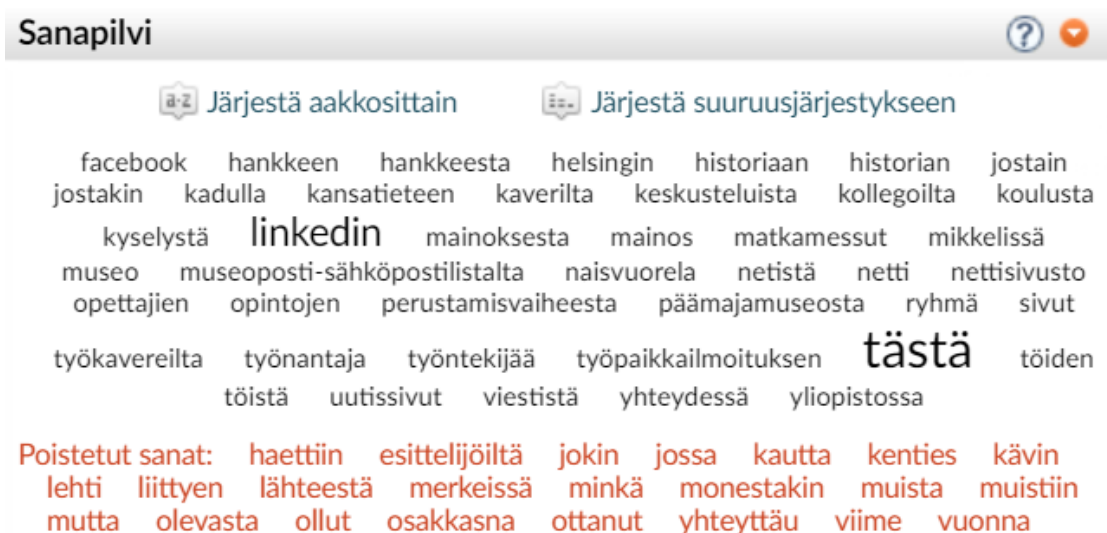 Sanapilvi
Järjestä aakkosittain Järjestä suuruusjärjestykseen
facebook hankkeen hankkeesta helsingin historiaan historian jostain
jostakin kadulla kansatieteen kaverilta keskusteluista kollegoilta koulusta
kyselystä linkedin mainoksesta mainos matkamessut mikkelissä
museo museoposti-sähköpostilistalta naisvuorela netistä netti nettisivusto
opettajien opintojen perustamisvaiheesta päämajamuseosta ryhmä sivut
työkavereilta työnantaja työntekijää työpaikkailmoituksen tästä töiden
töistä uutissivut viestistä yhteydessä yliopistossa
Poistetut sanat: haettiin esittelijöiltä jokin jossa kautta kenties kävin
lehti liittyen lähteestä merkeissä minkä monestakin muista muistiin
mutta olevasta ollut osakkasna ottanut yhteyttäu viime vuonna